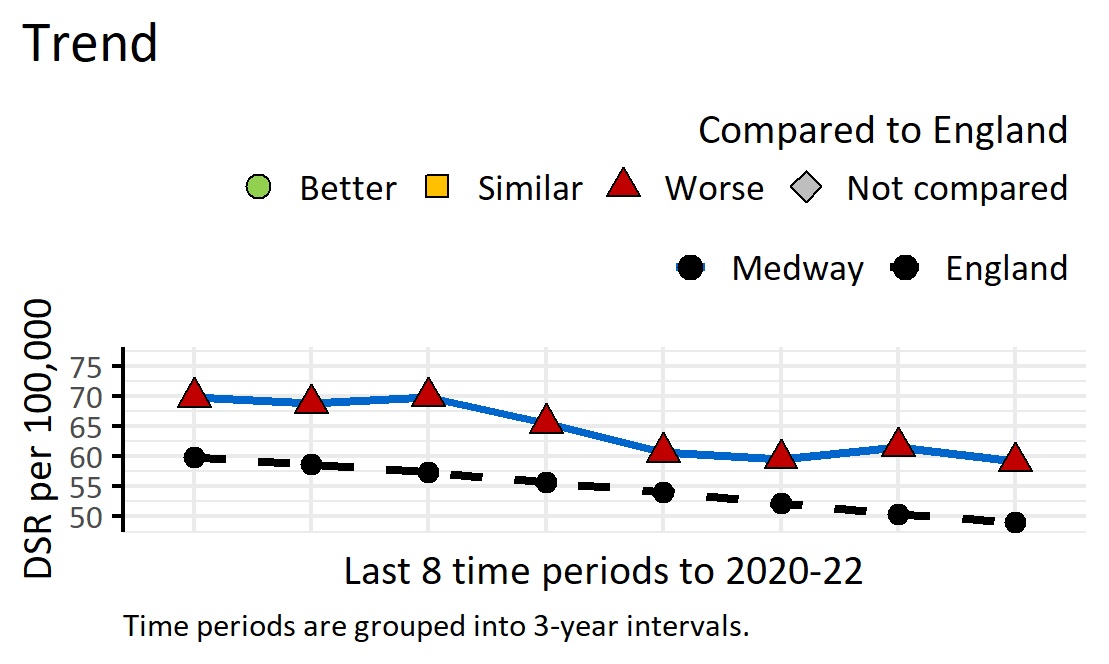 Trend
Compared to England
Better Similar Worse Not compared
Medway England
DSR per 100,000
75
70
65
60
55
50
Last 8 time periods to 2020-22
Time periods are grouped into 3-year intervals.